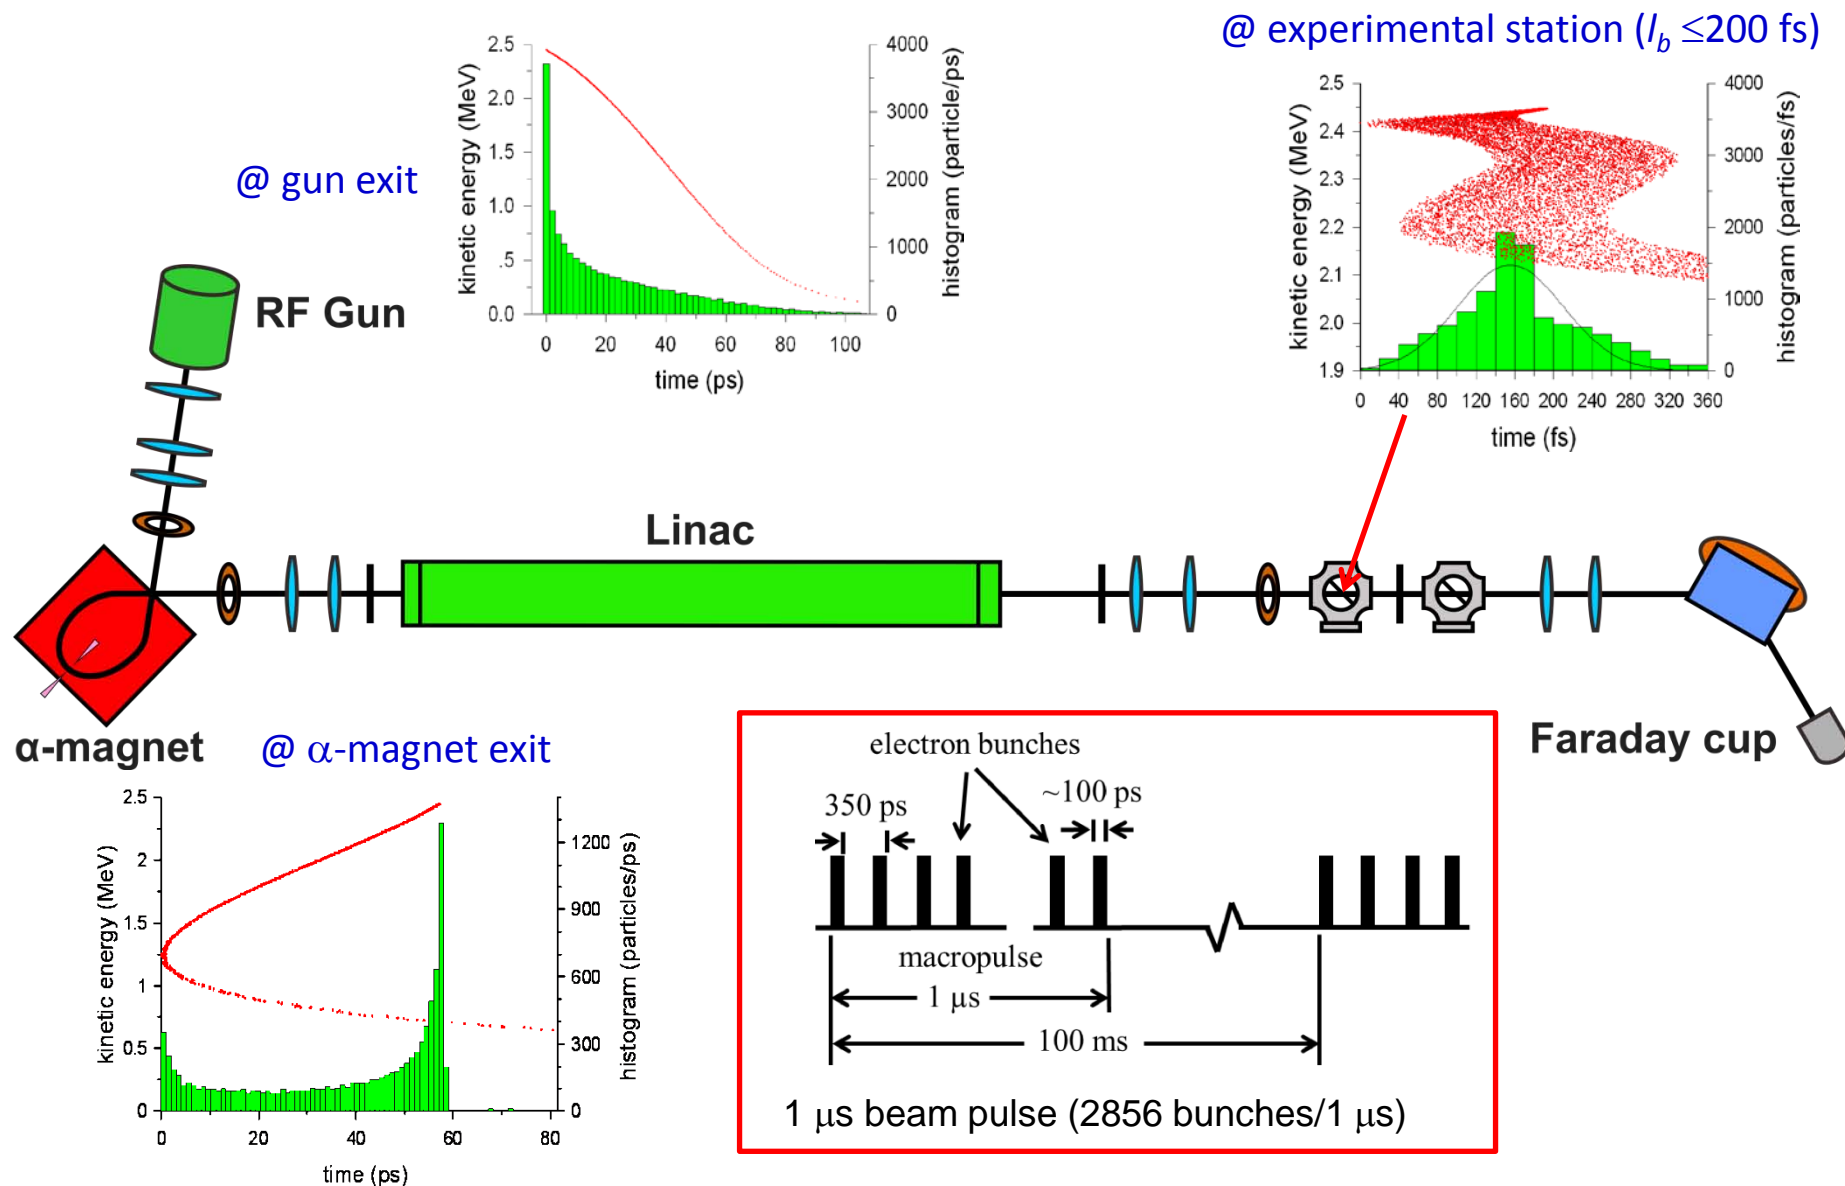 @ experimental station (lb ≤200 fs)
2.5
2.0
1.5
1.0
.5
0.0
kinetic energy (MeV)
4000
3000
2000
1000
0
histogram (particle/ps)
0 20 40 60 80 100
time (ps)
@ gun exit
2.5
2.4
2.3
2.2
2.1
2.0
1.9
kinetic energy (MeV)
4000
3000
2000
1000
0
histogram (particles/fs)
0 40 80 120 160 200 240 280 320 360
time (fs)
RF Gun
Linac
α-magnet
@ α-magnet exit
Faraday cup
2.5
2
1.5
1
0.5
0
kinetic energy (MeV)
1200
900
600
300
0
histogram (particles/ps)
0 20 40 60 80
time (ps)
electron bunches
350 ps
~100 ps
macropulse
1 μs
100 ms
1 μs beam pulse (2856 bunches/1 μs)